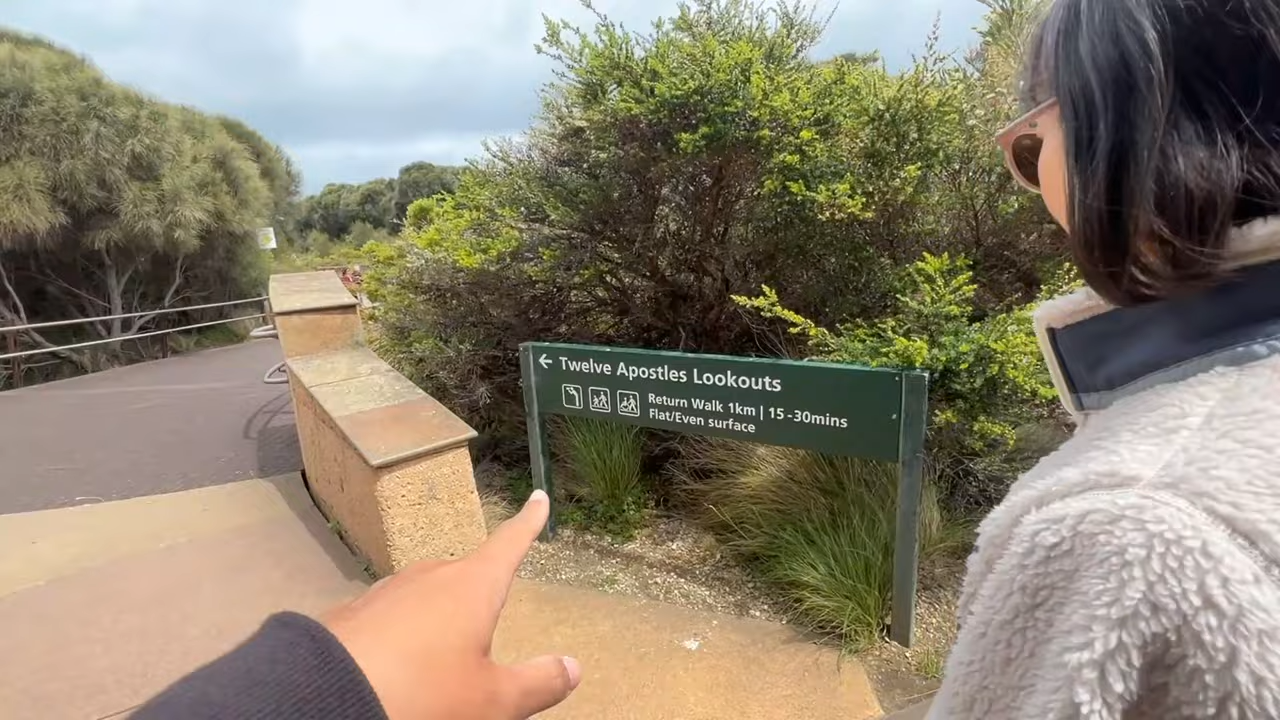 ← Twelve Apostles Lookouts
Return Walk 1km | 15-30mins
Flat/Even surface